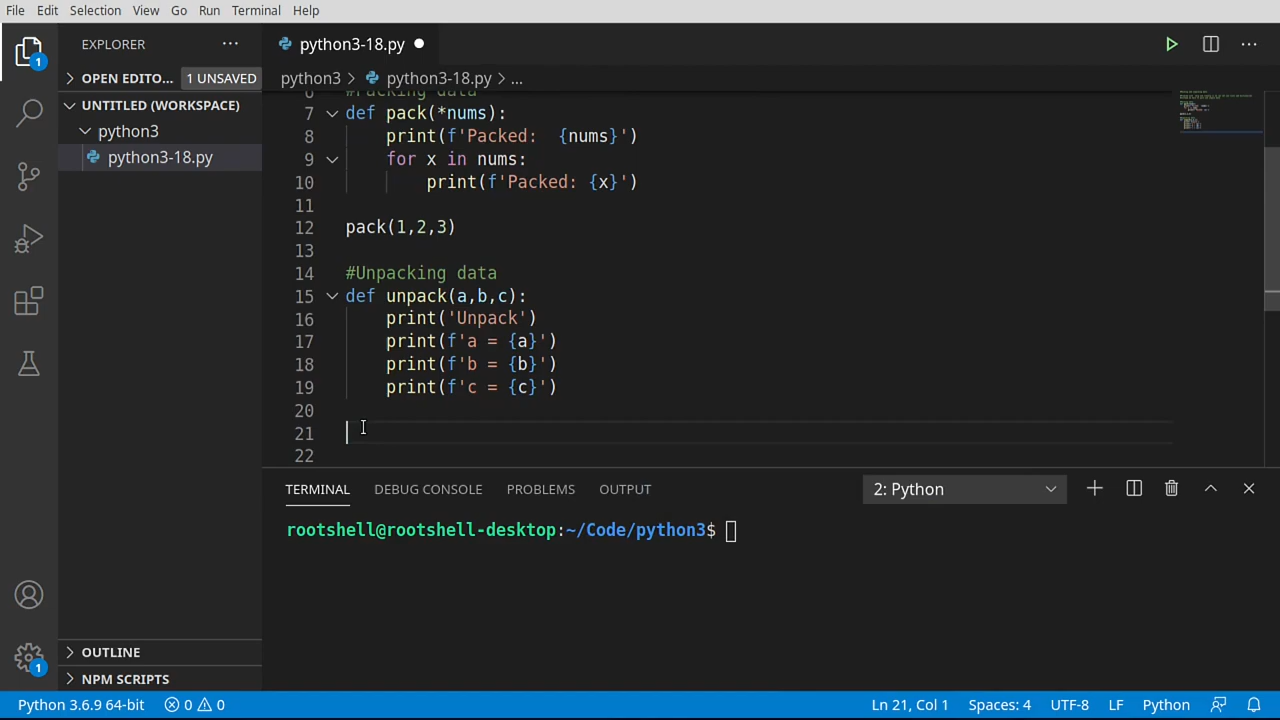 File Edit Selection View Go Run Terminal Help
EXPLORER
python3-18.py
OPEN EDITO... 1 UNSAVED
UNTITLED (WORKSPACE)
python3
python3-18.py
python3 > python3-18.py > ...
6 #Packing data
7 def pack(*nums):
8 print(f'Packed:  {nums}')
9 for x in nums:
10 print(f'Packed: {x}')
11
12 pack(1,2,3)
13
14 #Unpacking data
15 def unpack(a,b,c):
16 print('Unpack')
17 print(f'a = {a}')
18 print(f'b = {b}')
19 print(f'c = {c}')
20
21
22
TERMINAL DEBUG CONSOLE PROBLEMS OUTPUT 2: Python
rootshell@rootshell-desktop:~/Code/python3$
1
1
OUTLINE
NPM SCRIPTS
Python 3.6.9 64-bit 0 0 Ln 21, Col 1 Spaces: 4 UTF-8 LF Python